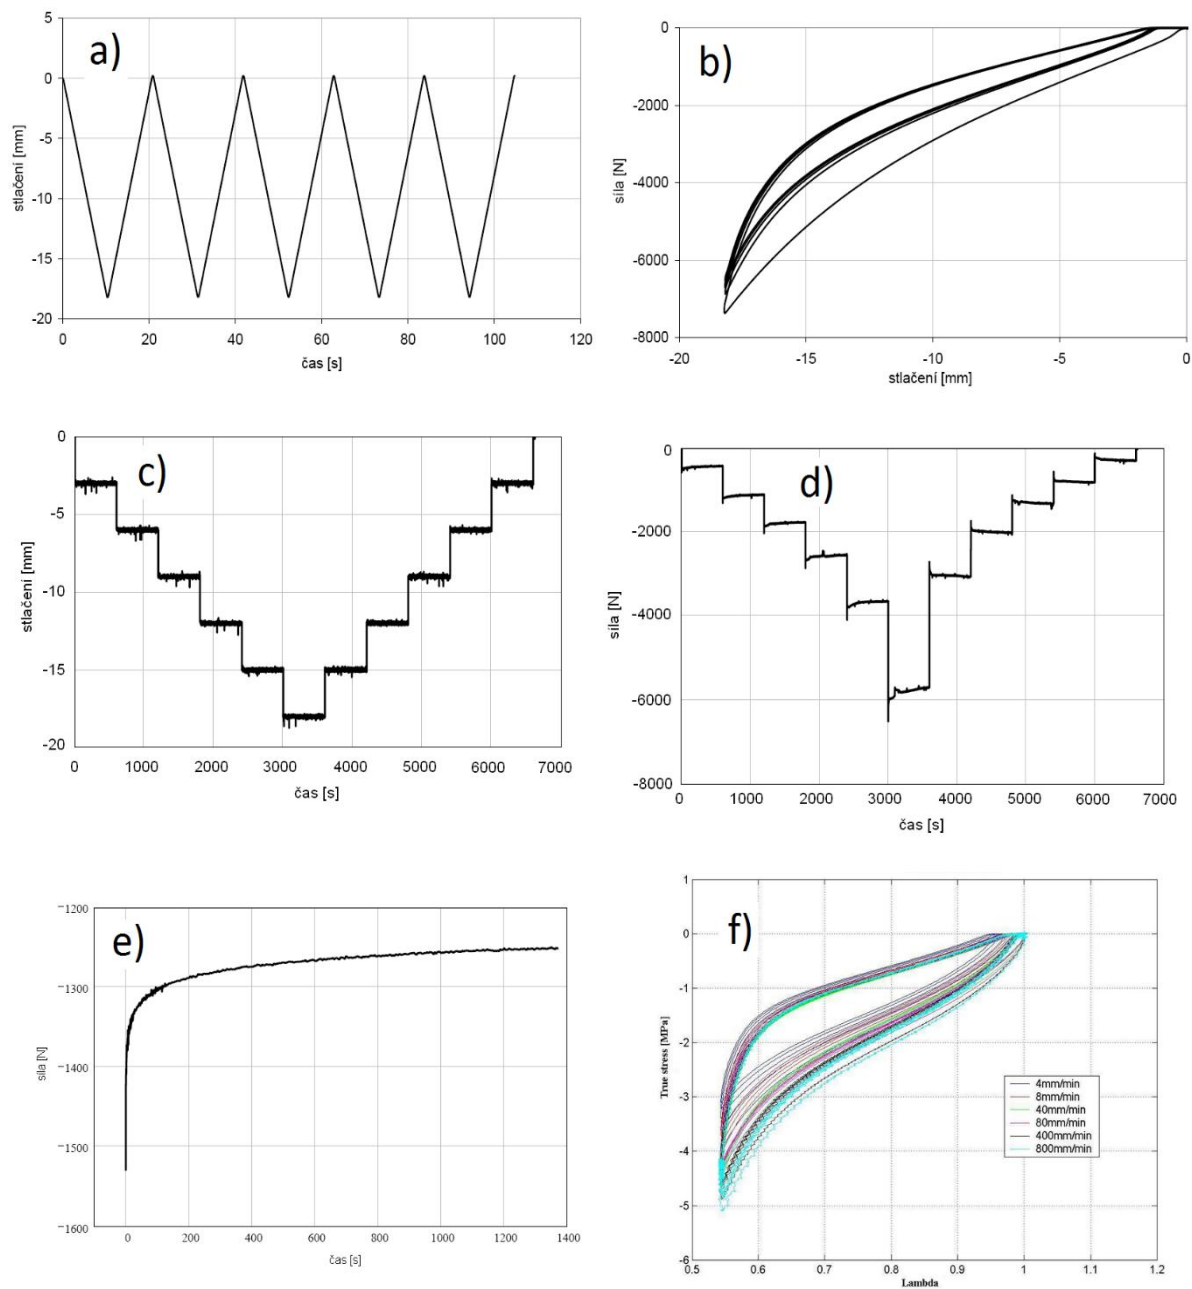 a)
5
0
-5
-10
-15
-20
stlačení [mm]
0 20 40 60 80 100 120
čas [s]
b)
0
-2000
-4000
-6000
-8000
síla [N]
-20 -15 -10 -5 0
stlačení [mm]
c)
0
-5
-10
-15
-20
stlačení [mm]
0 1000 2000 3000 4000 5000 6000 7000
čas [s]
d)
0
-2000
-4000
-6000
-8000
síla [N]
0 1000 2000 3000 4000 5000 6000 7000
čas [s]
e)
-1200
-1300
-1400
-1500
-1600
síla [N]
0 200 400 600 800 1000 1200 1400
čas [s]
f)
1
0
-1
-2
-3
-4
-5
-6
True stress [MPa]
4mm/min
8mm/min
40mm/min
80mm/min
400mm/min
800mm/min
0.5 0.6 0.7 0.8 0.9 1 1.1 1.2
Lambda